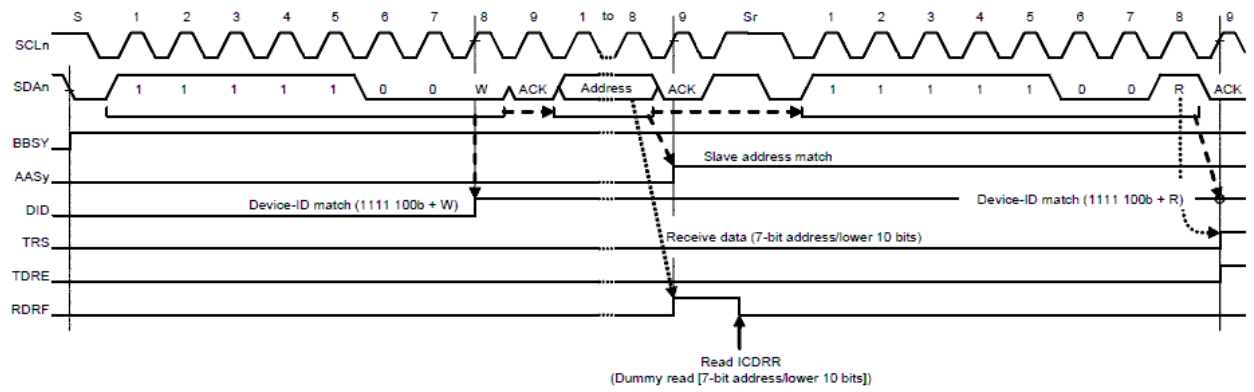 S 1 2 3 4 5 6 7 8 9 1 to 8 9 Sr 1 2 3 4 5 6 7 8 9
SCLn
SDAn 1 1 1 1 1 0 0 W ACK Address ACK 1 1 1 1 1 0 0 R ACK
BBSY
Slave address match
AASy
Device-ID match (1111 100b + W) Device-ID match (1111 100b + R)
DID
Receive data (7-bit address/lower 10 bits)
TRS
TDRE
RDRF
Read ICDRR
(Dummy read [7-bit address/lower 10 bits])